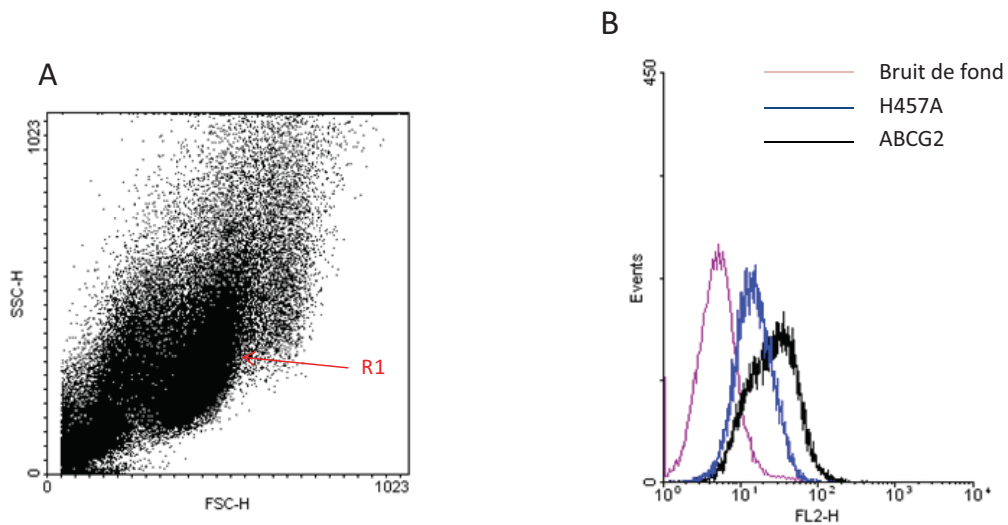 A
1023
SSC-H
0
R1
0
1023
FSC-H
B
450
Bruit de fond
H457A
ABCG2
Events
0
10⁰
10¹
10²
10³
10⁴
FL2-H